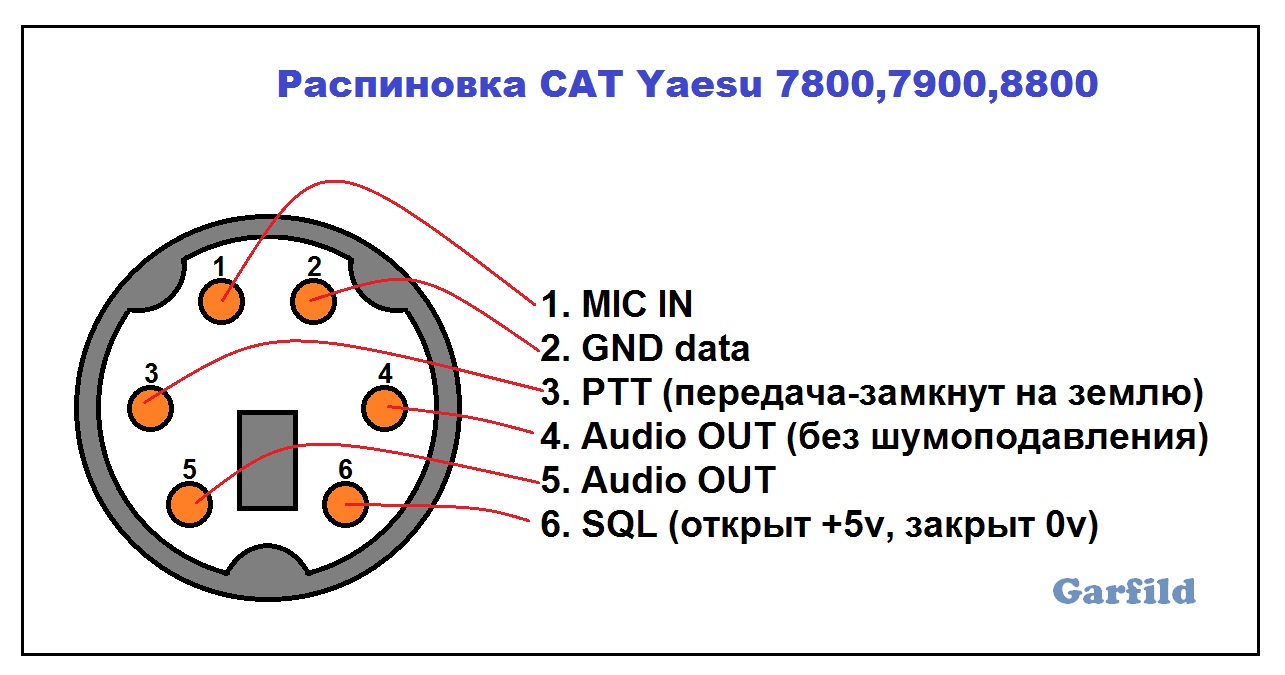 Распиновка CAT Yaesu 7800,7900,8800
1 2
3 4
5 6
1. MIC IN
2. GND data
3. PTT (передача-замкнут на землю)
4. Audio OUT (без шумоподавления)
5. Audio OUT
6. SQL (открыт +5v, закрыт 0v)
Garfild